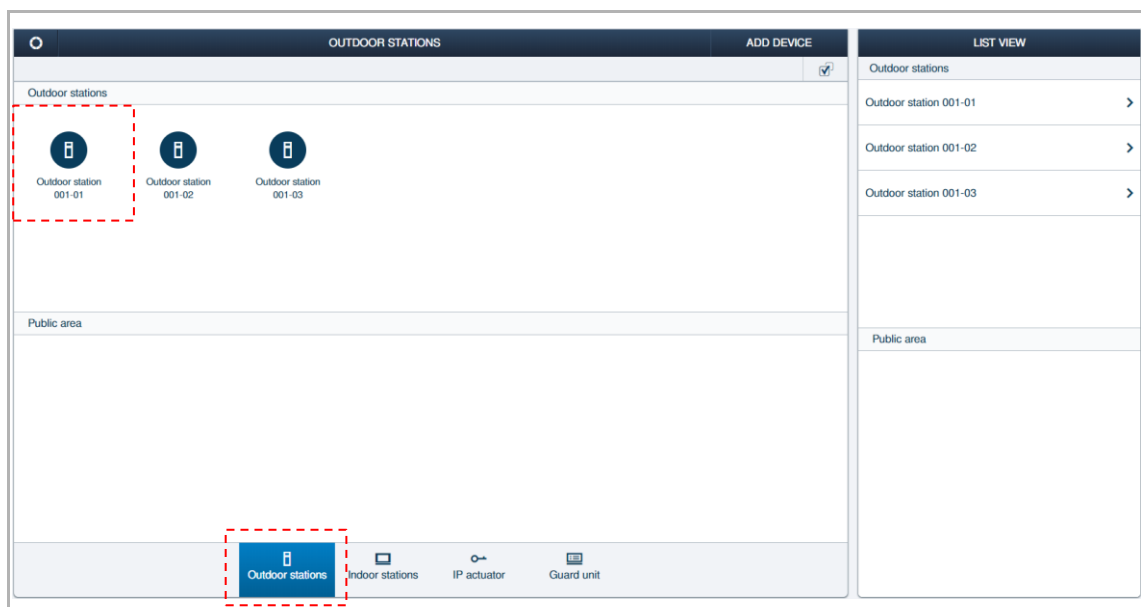 OUTDOOR STATIONS
ADD DEVICE
Outdoor stations
Outdoor station
001-01
Outdoor station
001-02
Outdoor station
001-03
Public area
Outdoor stations
Indoor stations
IP actuator
Guard unit
LIST VIEW
Outdoor stations
Outdoor station 001-01
Outdoor station 001-02
Outdoor station 001-03
Public area